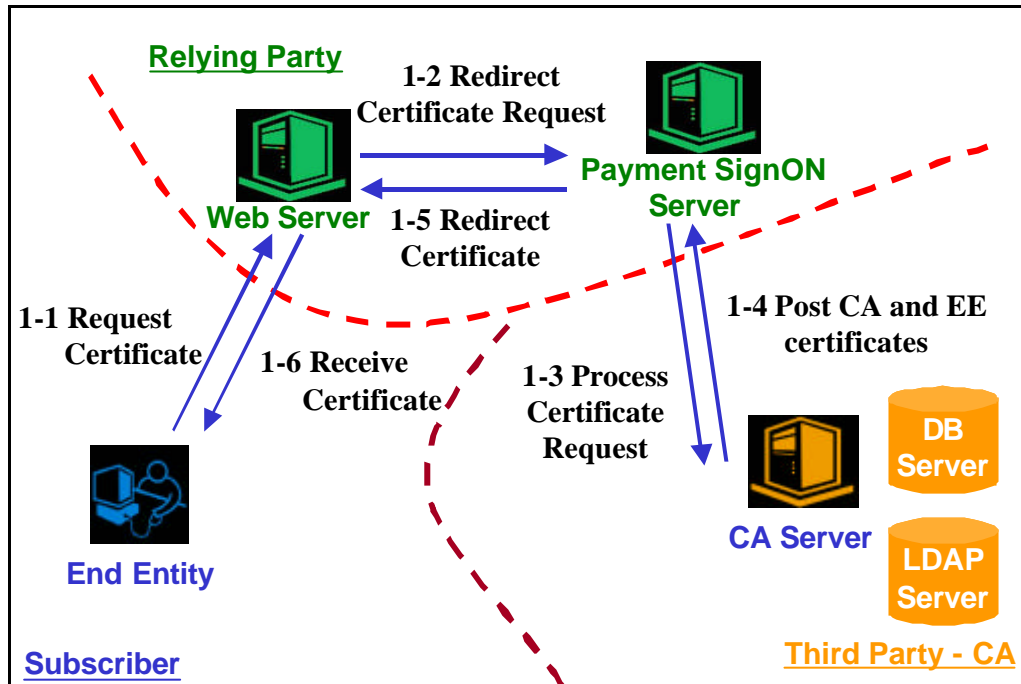 Relying Party
1-2 Redirect
Certificate Request
Payment SignON
Server
Web Server
1-5 Redirect
Certificate
1-1 Request
Certificate
1-6 Receive
Certificate
1-3 Process
Certificate
Request
1-4 Post CA and EE
certificates
DB
Server
CA Server
LDAP
Server
End Entity
Subscriber
Third Party - CA